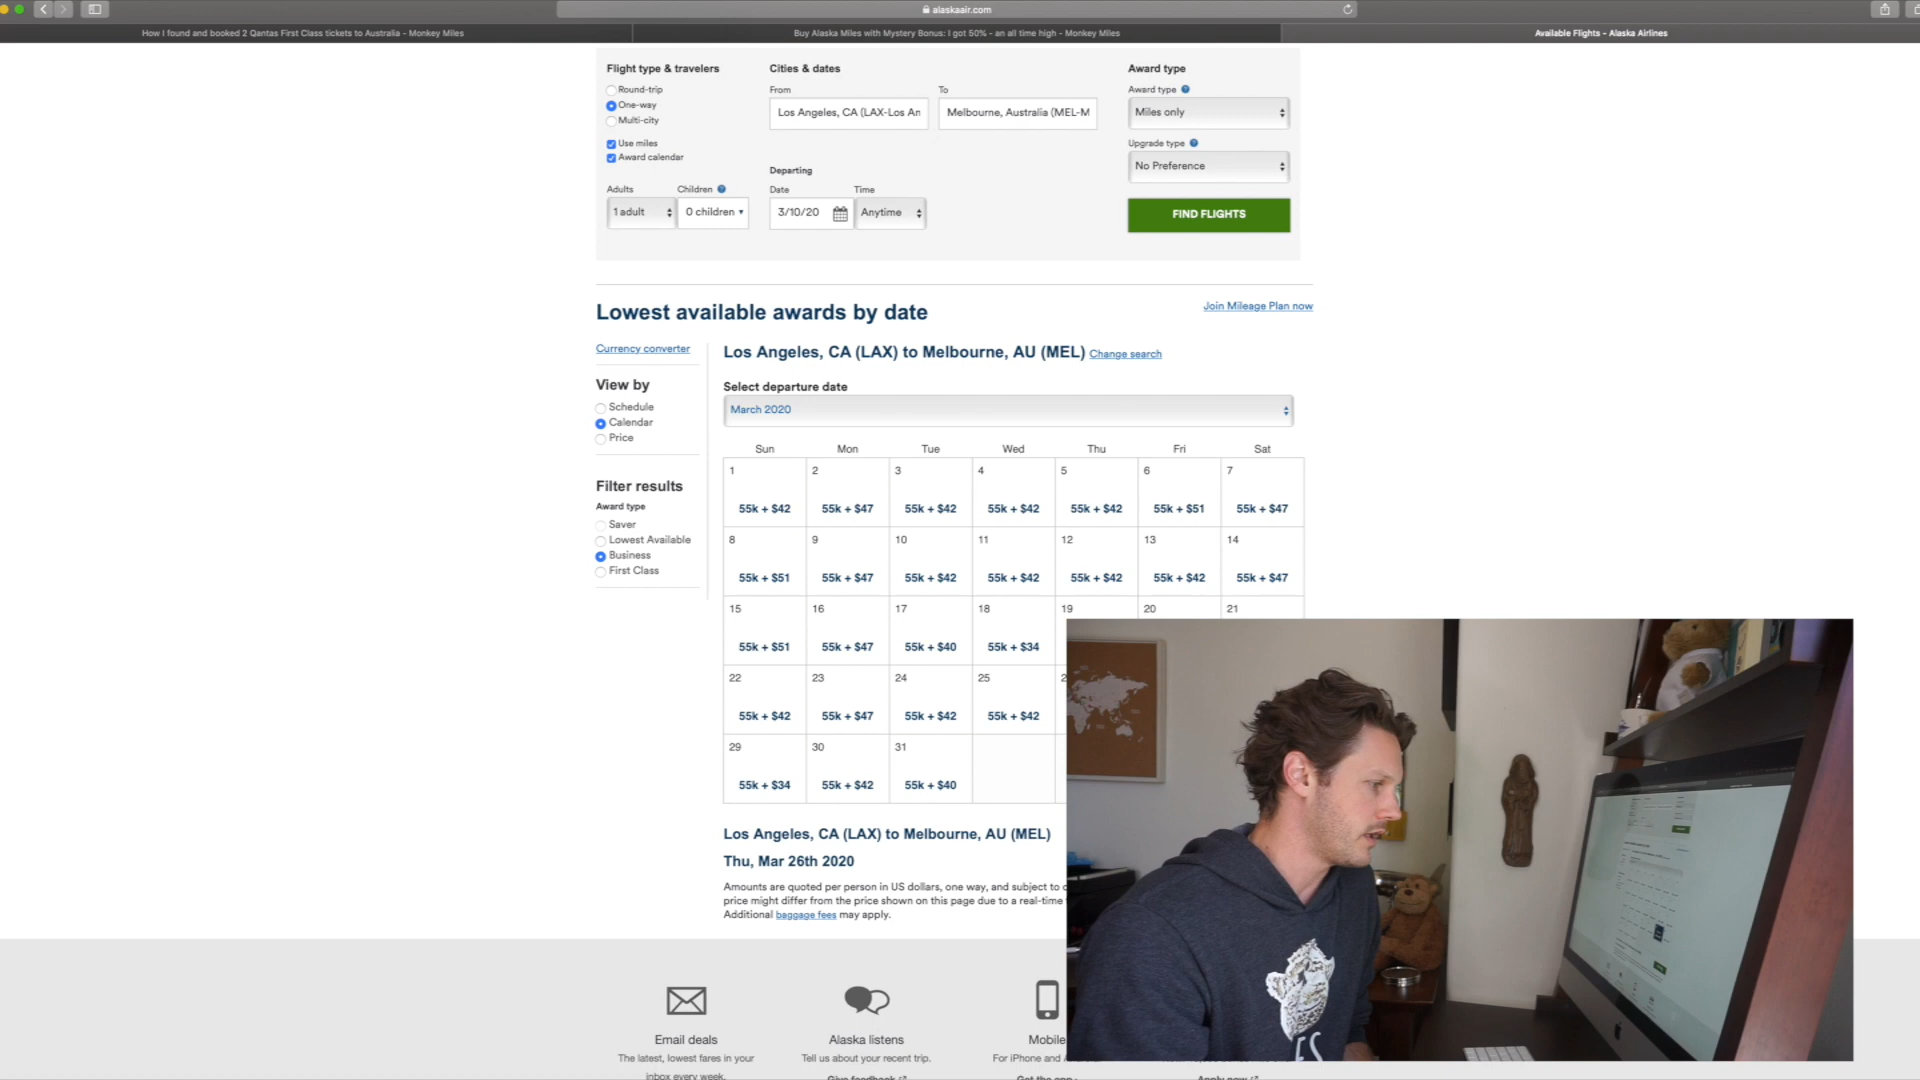 alaskaair.com
How I found and booked 2 Qantas First Class tickets to Australia - Monkey Miles
Buy Alaska Miles with Mystery Bonus: I got 50% - an all time high - Monkey Miles
Available Flights - Alaska Airlines
Flight type & travelers
Cities & dates
Award type
Round-trip
From
To
Award type
One-way
Los Angeles, CA (LAX-Los An
Melbourne, Australia (MEL-M
Miles only
Multi-city
Use miles
Upgrade type
Award calendar
No Preference
Departing
Adults
Children
Date
Time
1 adult
0 children
3/10/20
Anytime
FIND FLIGHTS
Lowest available awards by date
Join Mileage Plan now
Currency converter
Los Angeles, CA (LAX) to Melbourne, AU (MEL) Change search
View by
Select departure date
Schedule
March 2020
Calendar
Price
Sun Mon Tue Wed Thu Fri Sat
1 2 3 4 5 6 7
Filter results
Award type
55k + $42 55k + $47 55k + $42 55k + $42 55k + $42 55k + $51 55k + $47
Saver
Lowest Available
8 9 10 11 12 13 14
Business
First Class
55k + $51 55k + $47 55k + $42 55k + $42 55k + $42 55k + $42 55k + $47
15 16 17 18 19 20 21
55k + $51 55k + $47 55k + $40 55k + $34
22 23 24 25 2
55k + $42 55k + $47 55k + $42 55k + $42
29 30 31
55k + $34 55k + $42 55k + $40
Los Angeles, CA (LAX) to Melbourne, AU (MEL)
Thu, Mar 26th 2020
Amounts are quoted per person in US dollars, one way, and subject to
price might differ from the price shown on this page due to a real-time
Additional baggage fees may apply.
Email deals
Alaska listens
Mobile
The latest, lowest fares in your
Tell us about your recent trip.
For iPhone and
inbox every week.
Give feedback
Get the app
Apply now
ES